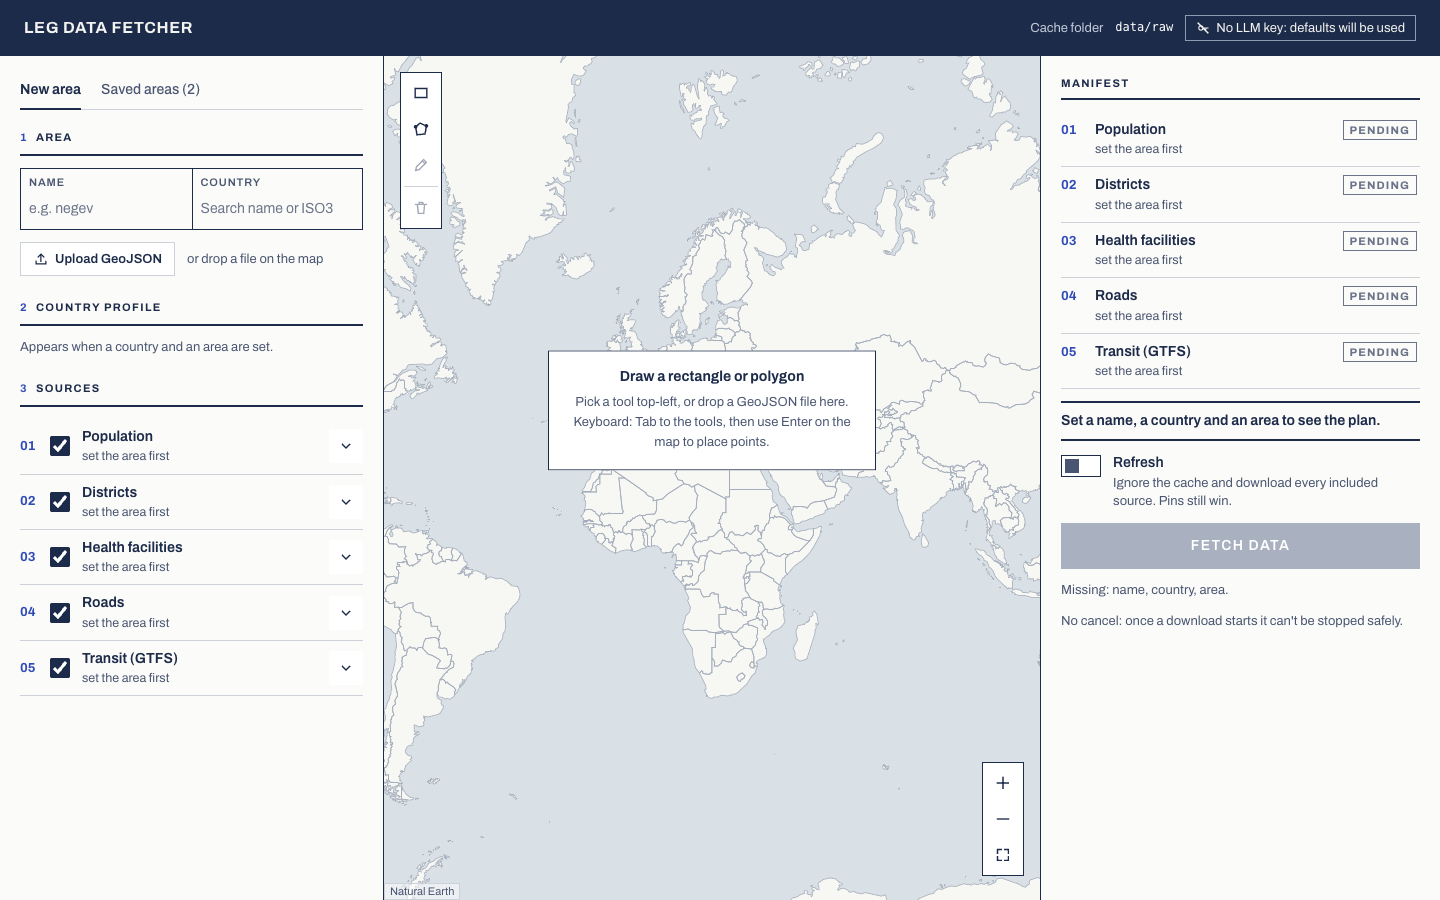 LEG DATA FETCHER
Cache folder data/raw
No LLM key: defaults will be used
New area
Saved areas (2)
1 AREA
NAME
e.g. negev
COUNTRY
Search name or ISO3
Upload GeoJSON
or drop a file on the map
2 COUNTRY PROFILE
Appears when a country and an area are set.
3 SOURCES
01 Population
set the area first
02 Districts
set the area first
03 Health facilities
set the area first
04 Roads
set the area first
05 Transit (GTFS)
set the area first
Draw a rectangle or polygon
Pick a tool top-left, or drop a GeoJSON file here.
Keyboard: Tab to the tools, then use Enter on the
map to place points.
Natural Earth
MANIFEST
01 Population PENDING
set the area first
02 Districts PENDING
set the area first
03 Health facilities PENDING
set the area first
04 Roads PENDING
set the area first
05 Transit (GTFS) PENDING
set the area first
Set a name, a country and an area to see the plan.
Refresh
Ignore the cache and download every included
source. Pins still win.
FETCH DATA
Missing: name, country, area.
No cancel: once a download starts it can't be stopped safely.